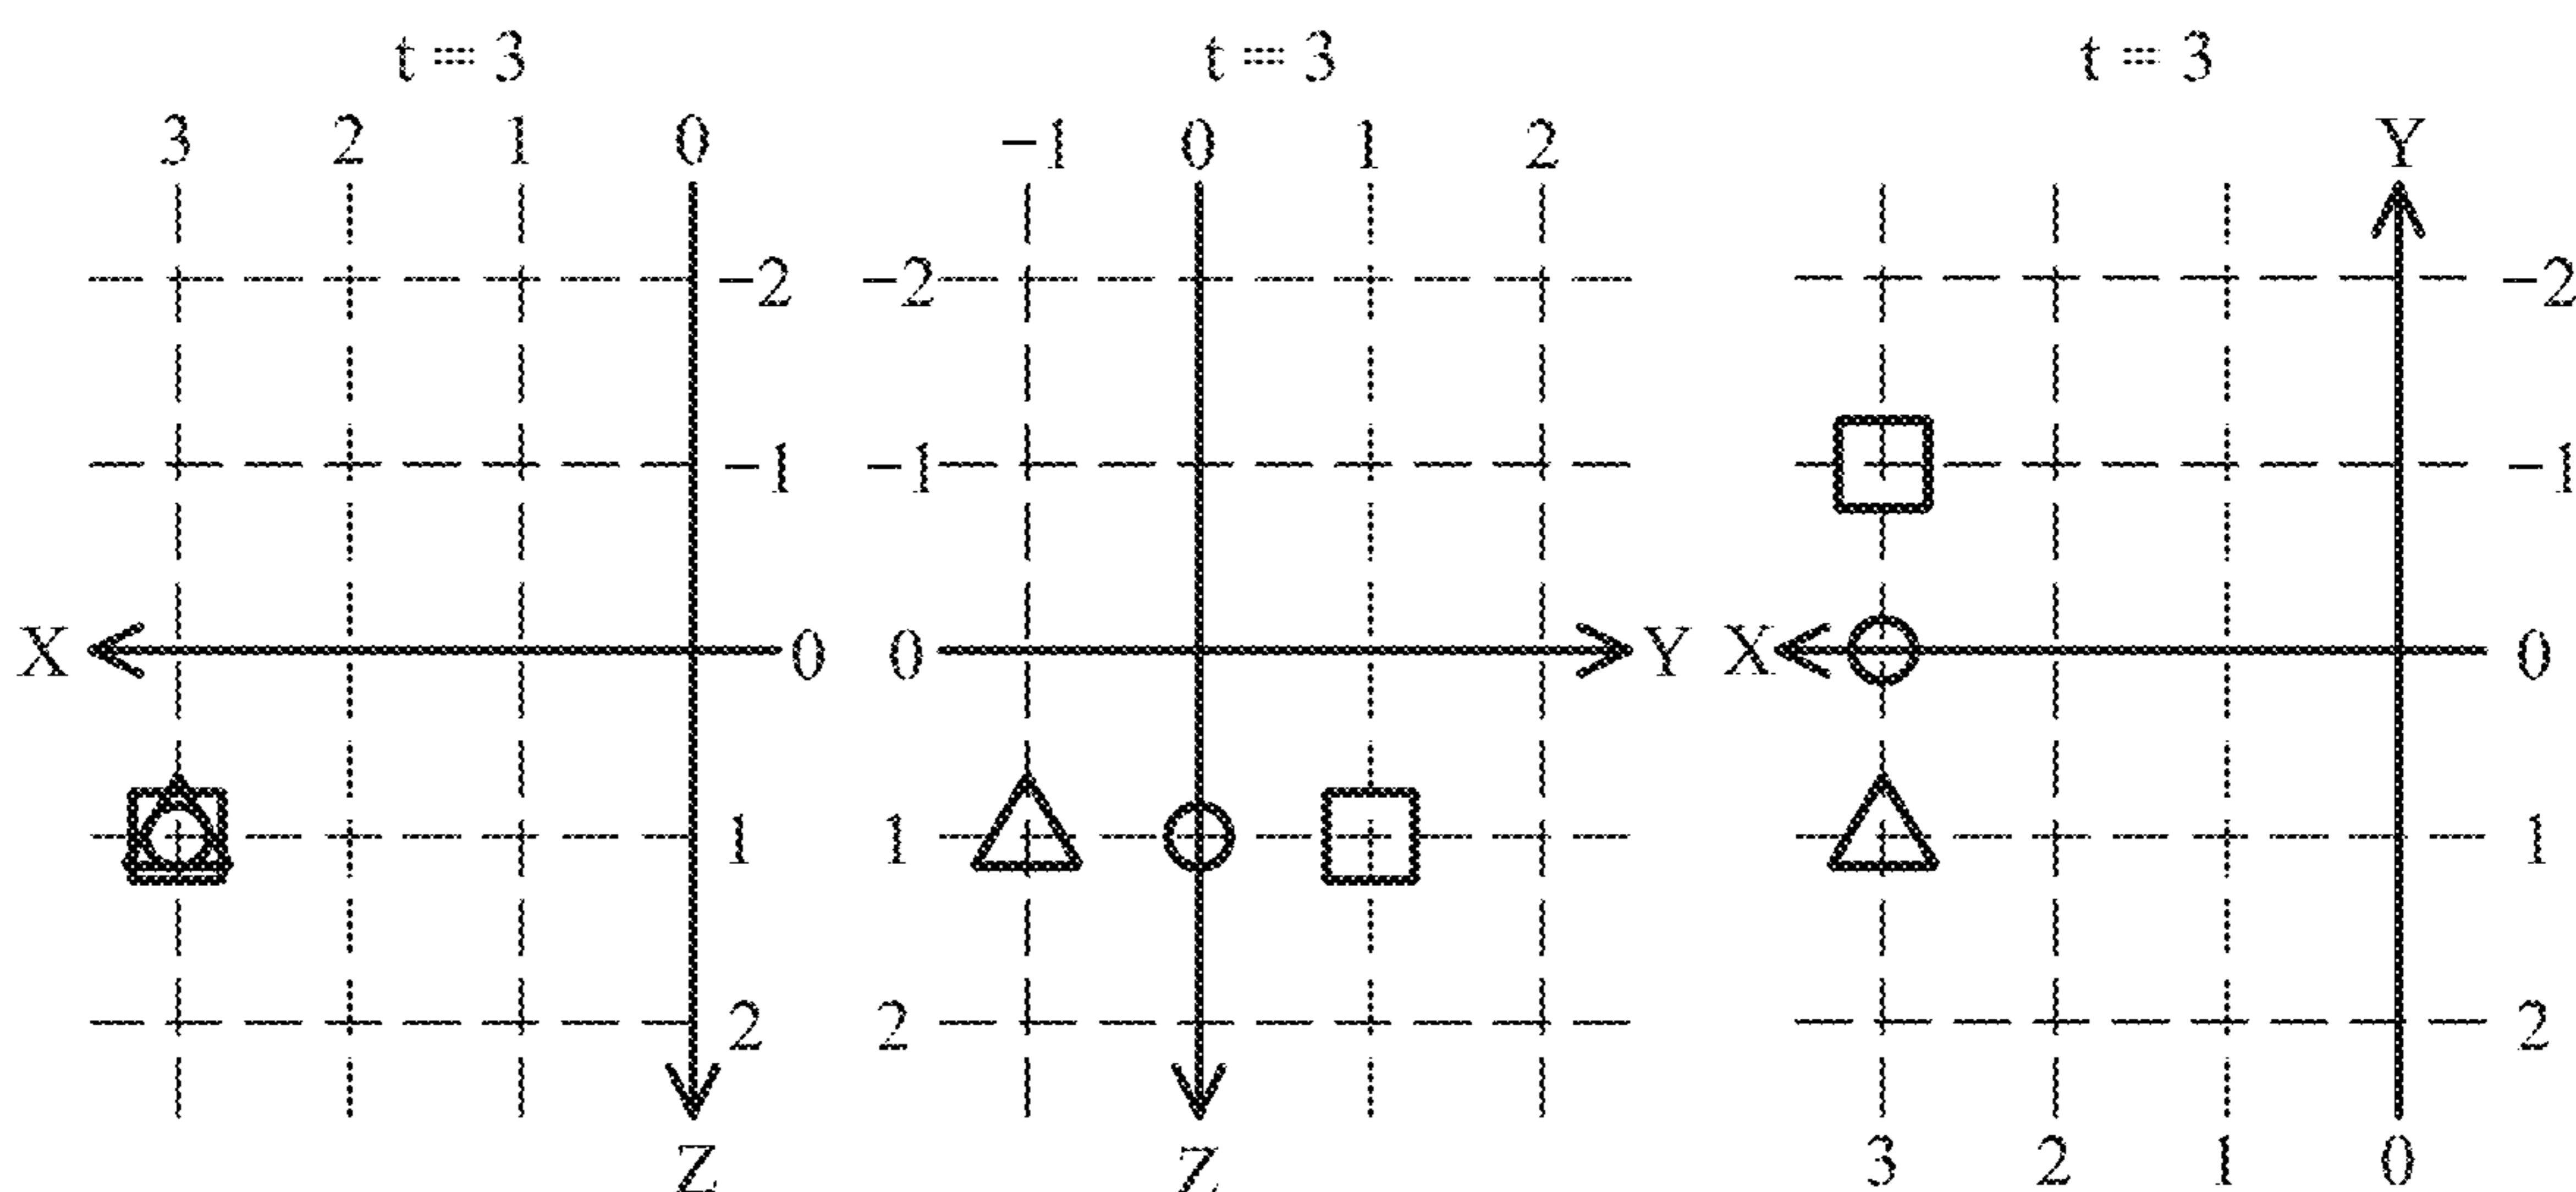 t = 3 t = 3 t = 3
3 2 1 0 −1 0 1 2 Y
−2 −2 −2
−1 −1 −1
X 0 0 Y X 0
1 1 1
2 2 2
Z Z 3 2 1 0